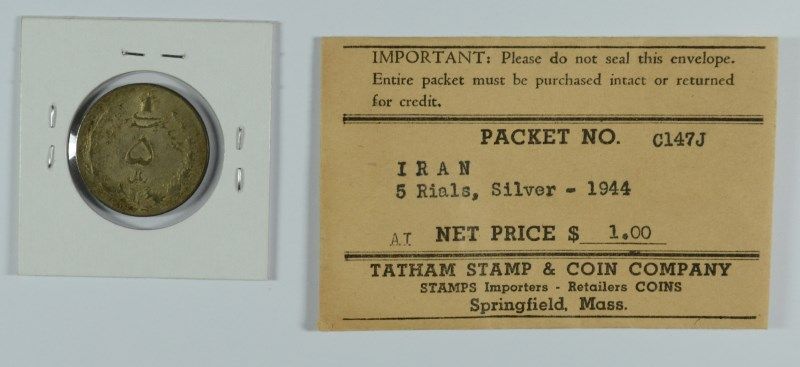 ۵
IMPORTANT: Please do not seal this envelope.
Entire packet must be purchased intact or returned
for credit.
PACKET NO. C147J
IRAN
5 Rials, Silver - 1944
AI NET PRICE $ 1.00
TATHAM STAMP & COIN COMPANY
STAMPS Importers - Retailers COINS
Springfield, Mass.